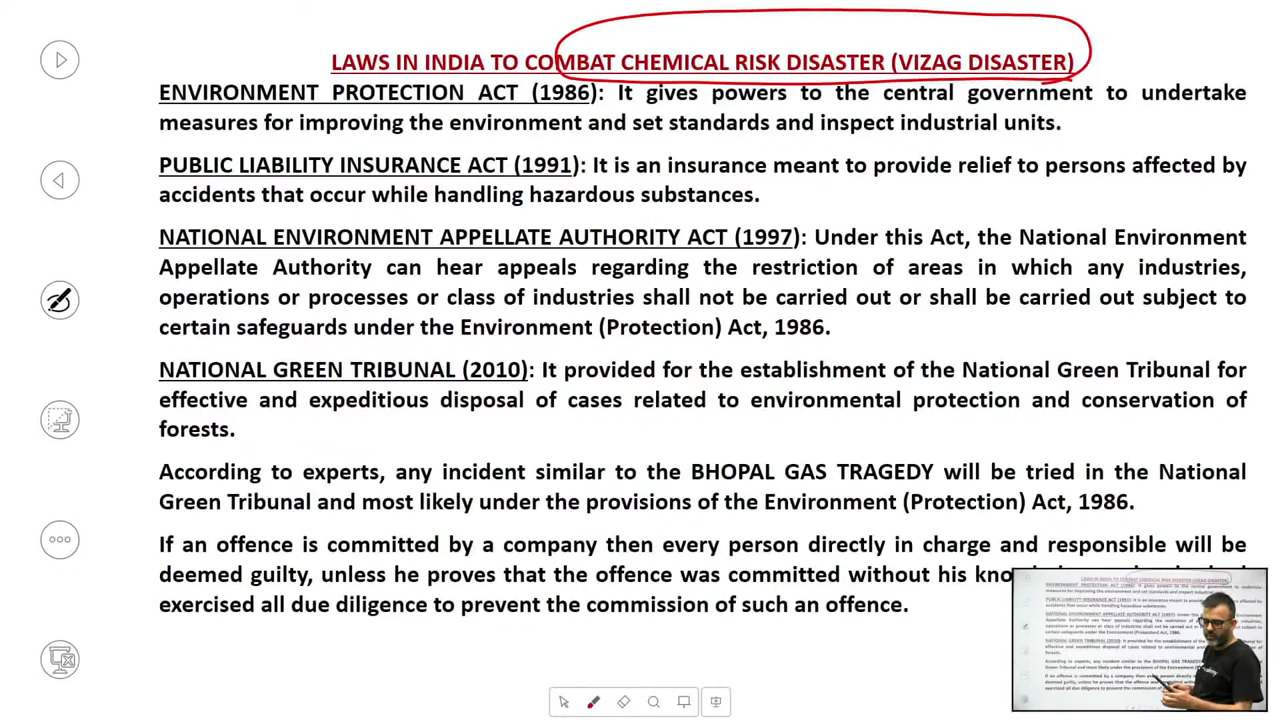 LAWS IN INDIA TO COMBAT CHEMICAL RISK DISASTER (VIZAG DISASTER)
ENVIRONMENT PROTECTION ACT (1986): It gives powers to the central government to undertake
measures for improving the environment and set standards and inspect industrial units.
PUBLIC LIABILITY INSURANCE ACT (1991): It is an insurance meant to provide relief to persons affected by
accidents that occur while handling hazardous substances.
NATIONAL ENVIRONMENT APPELLATE AUTHORITY ACT (1997): Under this Act, the National Environment
Appellate Authority can hear appeals regarding the restriction of areas in which any industries,
operations or processes or class of industries shall not be carried out or shall be carried out subject to
certain safeguards under the Environment (Protection) Act, 1986.
NATIONAL GREEN TRIBUNAL (2010): It provided for the establishment of the National Green Tribunal for
effective and expeditious disposal of cases related to environmental protection and conservation of
forests.
According to experts, any incident similar to the BHOPAL GAS TRAGEDY will be tried in the National
Green Tribunal and most likely under the provisions of the Environment (Protection) Act, 1986.
If an offence is committed by a company then every person directly in charge and responsible will be
deemed guilty, unless he proves that the offence was committed without his
exercised all due diligence to prevent the commission of such an offence.